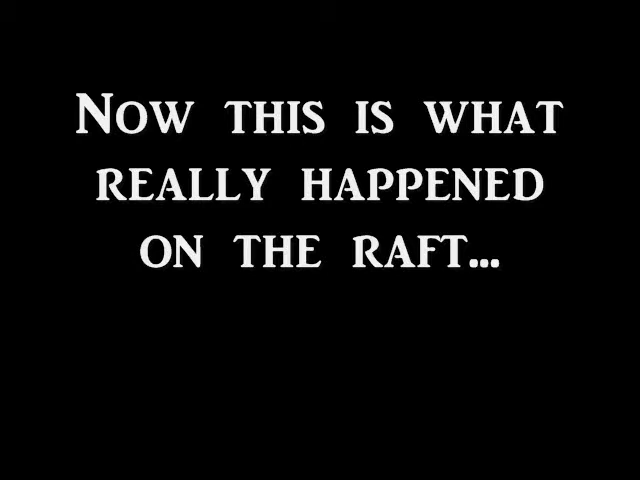 Now this is what
really happened
on the raft...